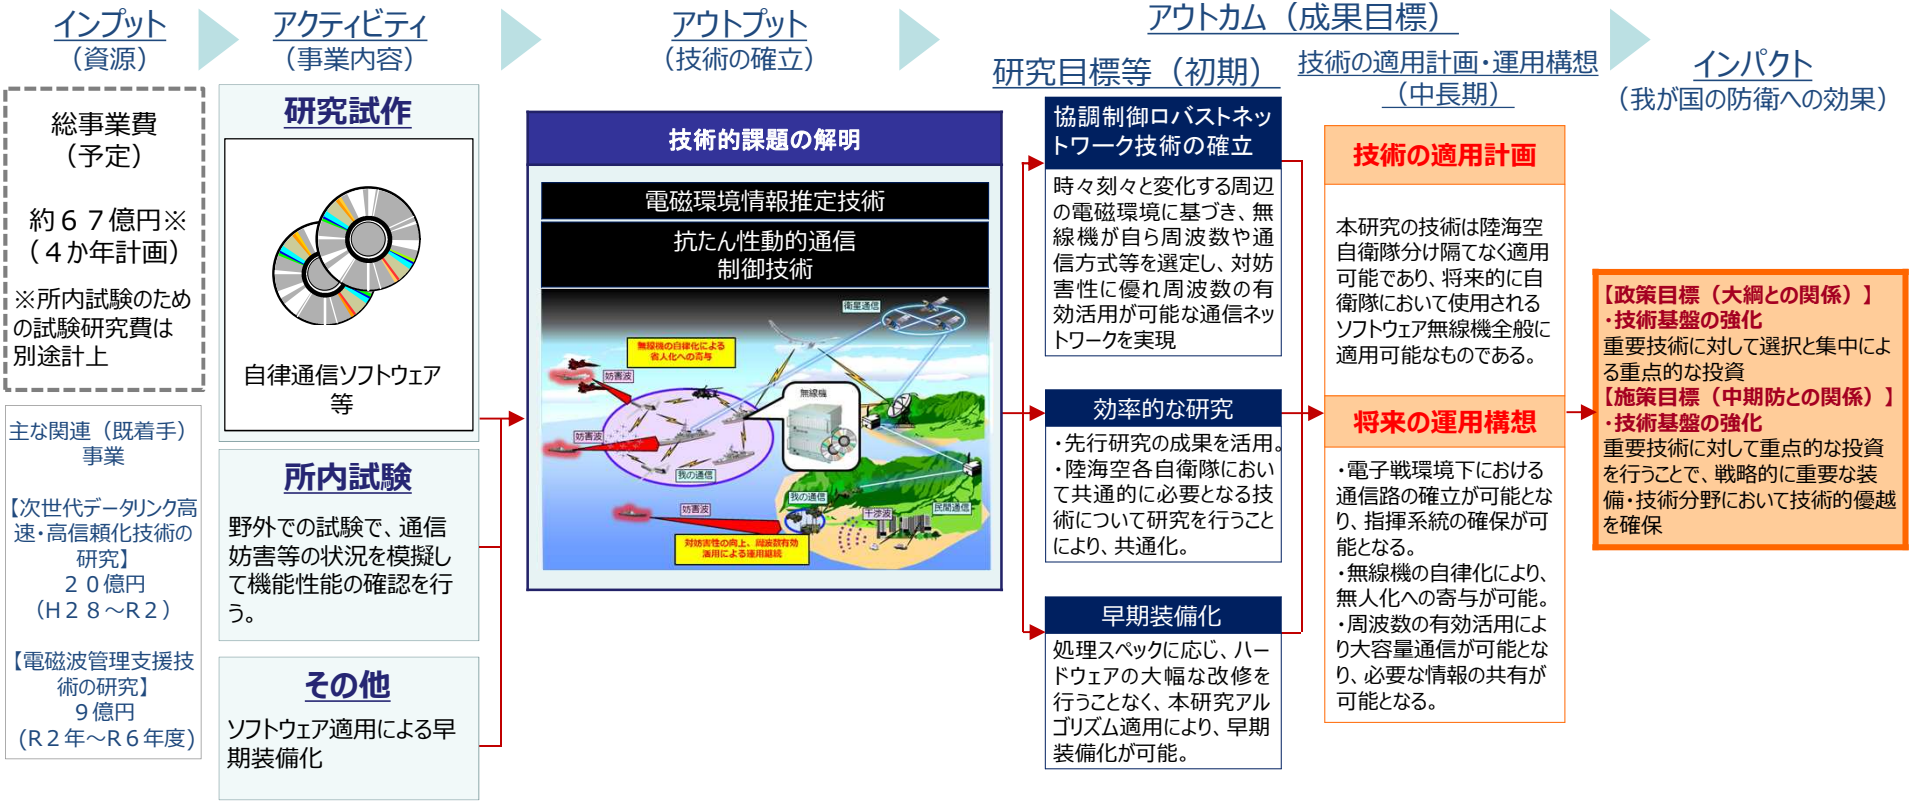 インプット
（資源）
アクティビティ
（事業内容）
アウトプット
（技術の確立）
アウトカム（成果目標）
研究目標等（初期）
技術の適用計画・運用構想
（中長期）
インパクト
（我が国の防衛への効果）
総事業費
（予定）
約６７億円※
（４か年計画）
※所内試験のため
の試験研究費は
別途計上
主な関連（既着手）
事業
【次世代データリンク高
速・高信頼化技術の
研究】
２０億円
（H２８～R２）
【電磁波管理支援技
術の研究】
９億円
（R２年～R６年度）
研究試作
自律通信ソフトウェア
等
所内試験
野外での試験で、通信
妨害等の状況を模擬し
て機能性能の確認を行
う。
その他
ソフトウェア適用による早
期装備化
技術的課題の解明
電磁環境情報推定技術
抗たん性動的通信
制御技術
衛星通信
無線機の自律化による
省人化への寄与
妨害波
無線機
妨害波
我の通信
妨害波
我の通信
干渉波
民間通信
対妨害性の向上、周波数有効
活用による運用継続
協調制御ロバストネッ
トワーク技術の確立
時々刻々と変化する周辺
の電磁環境に基づき、無
線機が自ら周波数や通
信方式等を選定し、対妨
害性に優れ周波数の有
効活用が可能な通信ネッ
トワークを実現
効率的な研究
・先行研究の成果を活用。
・陸海空各自衛隊におい
て共通的に必要となる技
術について研究を行うこと
により、共通化。
早期装備化
処理スペックに応じ、ハー
ドウェアの大幅な改修を
行うことなく、本研究アル
ゴリズム適用により、早期
装備化が可能。
技術の適用計画
本研究の技術は陸海空
自衛隊分け隔てなく適用
可能であり、将来的に自
衛隊において使用される
ソフトウェア無線機全般に
適用可能なものである。
将来の運用構想
・電子戦環境下における
通信路の確立が可能とな
り、指揮系統の確保が可
能となる。
・無線機の自律化により、
無人化への寄与が可能。
・周波数の有効活用によ
り大容量通信が可能とな
り、必要な情報の共有が
可能となる。
【政策目標（大綱との関係）】
・技術基盤の強化
重要技術に対して選択と集中によ
る重点的な投資
【施策目標（中期防との関係）】
・技術基盤の強化
重要技術に対して重点的な投資
を行うことで、戦略的に重要な装
備・技術分野において技術的優越
を確保